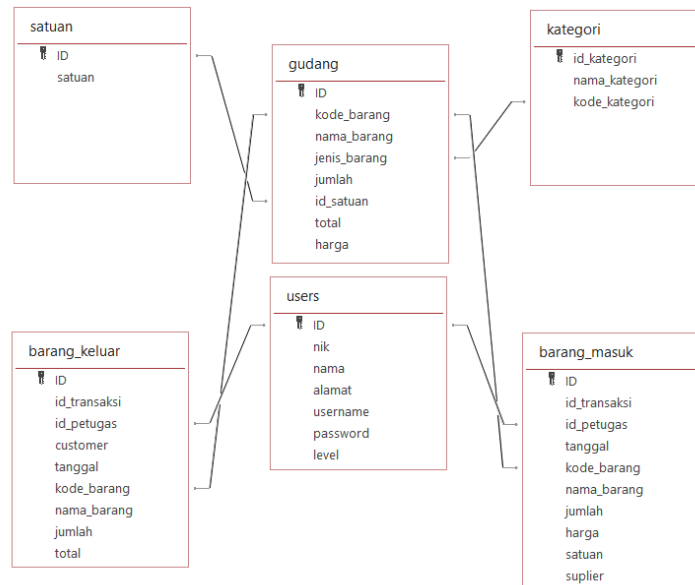 satuan
ID
satuan
gudang
ID
kode_barang
nama_barang
jenis_barang
jumlah
id_satuan
total
harga
kategori
id_kategori
nama_kategori
kode_kategori
barang_keluar
ID
id_transaksi
id_petugas
customer
tanggal
kode_barang
nama_barang
jumlah
total
users
ID
nik
nama
alamat
username
password
level
barang_masuk
ID
id_transaksi
id_petugas
tanggal
kode_barang
nama_barang
jumlah
harga
satuan
suplier